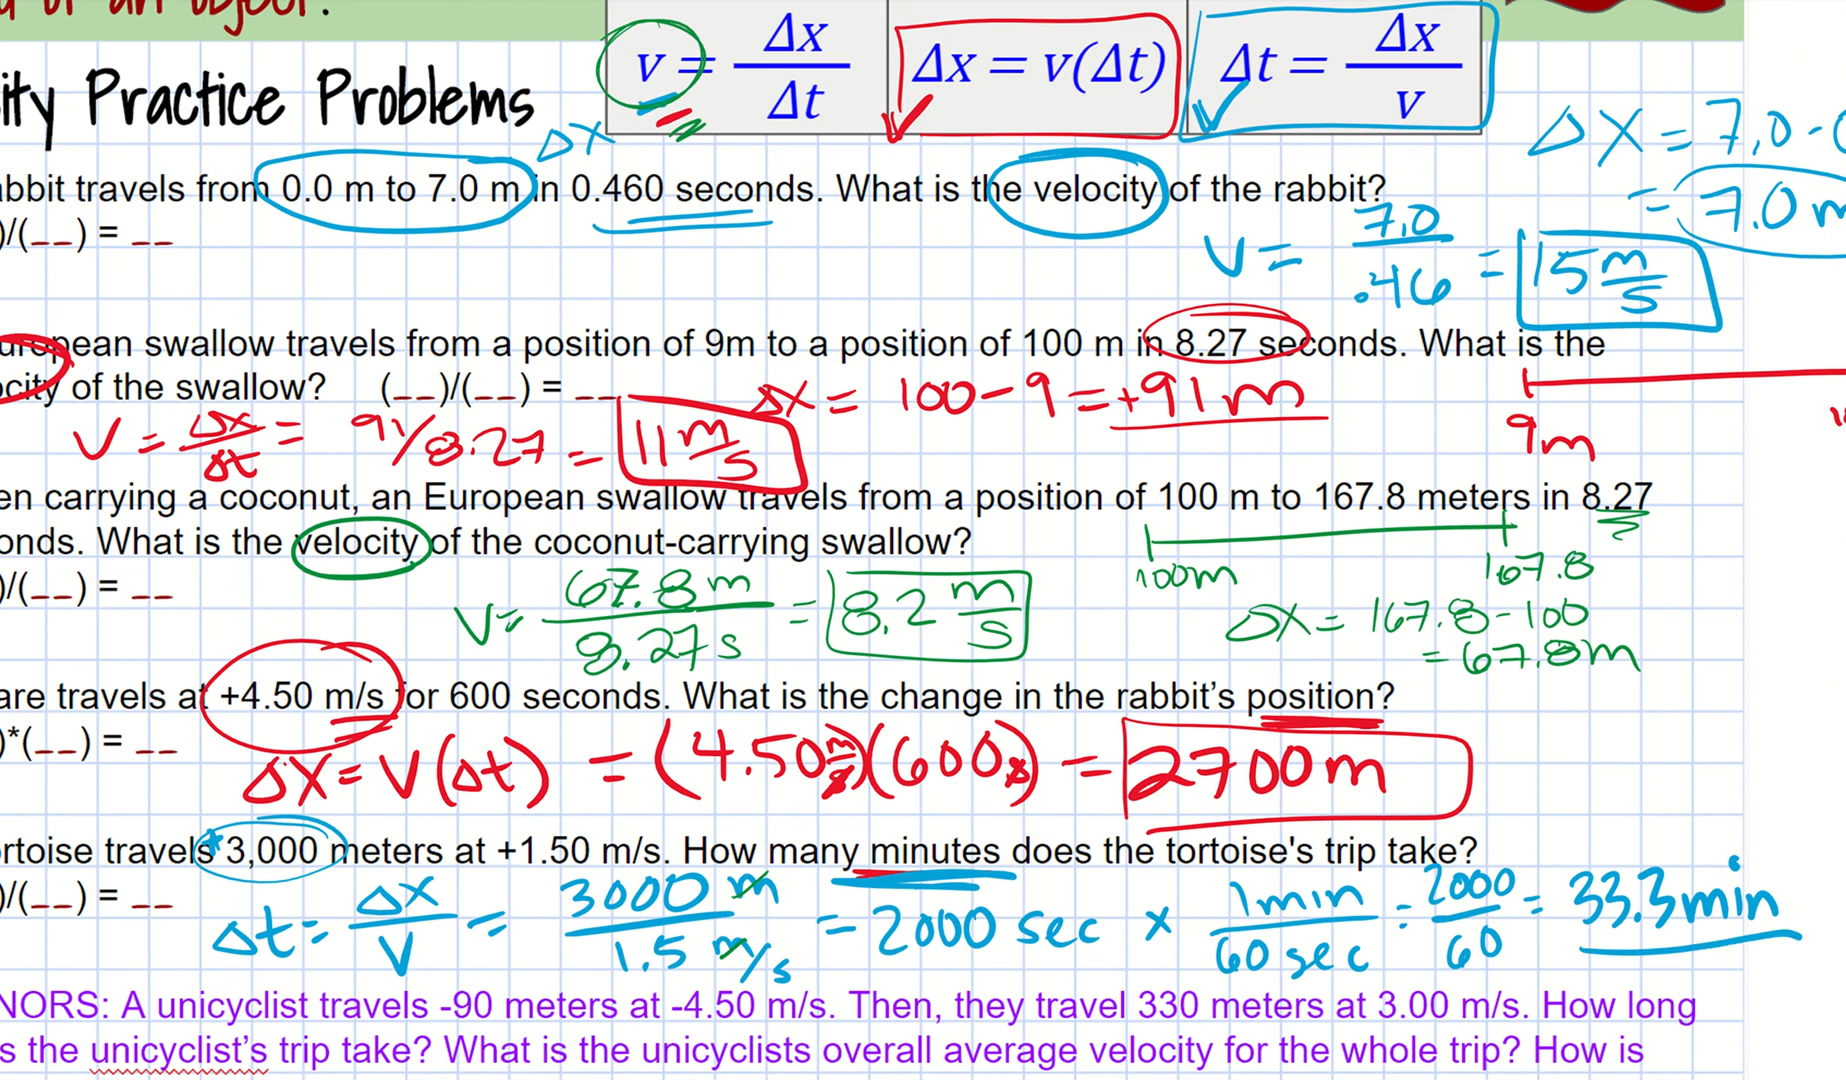 of an object.
v = Δx/Δt   Δx = v(Δt)   Δt = Δx/v
ity Practice Problems
Δx
Δx = 7.0 - 0
= 7.0 m
abbit travels from 0.0 m to 7.0 m in 0.460 seconds. What is the velocity of the rabbit?
)/(__) = __
v = 7.0/.46 = 15 m/s
uropean swallow travels from a position of 9m to a position of 100 m in 8.27 seconds. What is the
ocity of the swallow? (__)/(__) = __
Δx = 100 - 9 = +91 m
9m
v = Δx/Δt = 91/8.27 = 11 m/s
en carrying a coconut, an European swallow travels from a position of 100 m to 167.8 meters in 8.27
onds. What is the velocity of the coconut-carrying swallow?
100m 167.8
)/(__) = __
v = 67.8 m/8.27 s = 8.2 m/s
Δx = 167.8 - 100
= 67.8 m
are travels at +4.50 m/s for 600 seconds. What is the change in the rabbit's position?
)*(__) = __
Δx = v(Δt) = (4.50 m/s)(600 s) = 2700 m
rtoise travels 3,000 meters at +1.50 m/s. How many minutes does the tortoise's trip take?
)/(__) = __
Δt = Δx/v = 3000 m/1.5 m/s = 2000 sec x 1 min/60 sec = 2000/60 = 33.3 min
NORS: A unicyclist travels -90 meters at -4.50 m/s. Then, they travel 330 meters at 3.00 m/s. How long
s the unicyclist's trip take? What is the unicyclists overall average velocity for the whole trip? How is